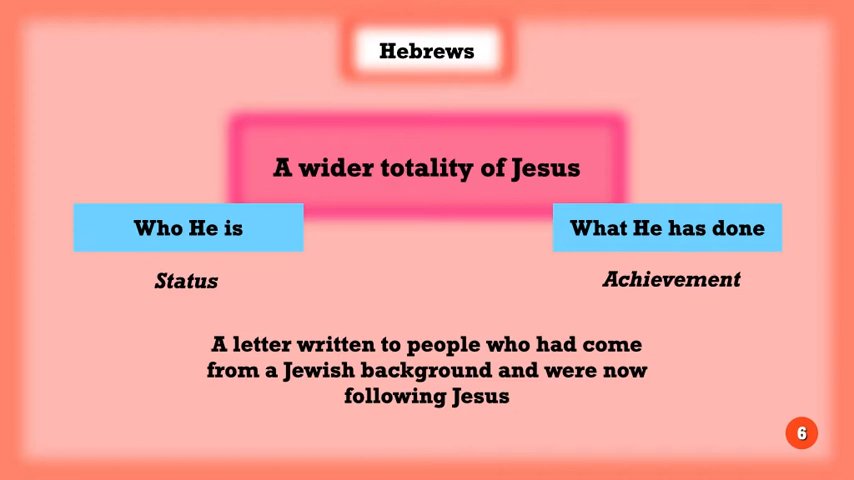 Hebrews
A wider totality of Jesus
Who He is
What He has done
Status
Achievement
A letter written to people who had come
from a Jewish background and were now
following Jesus
6